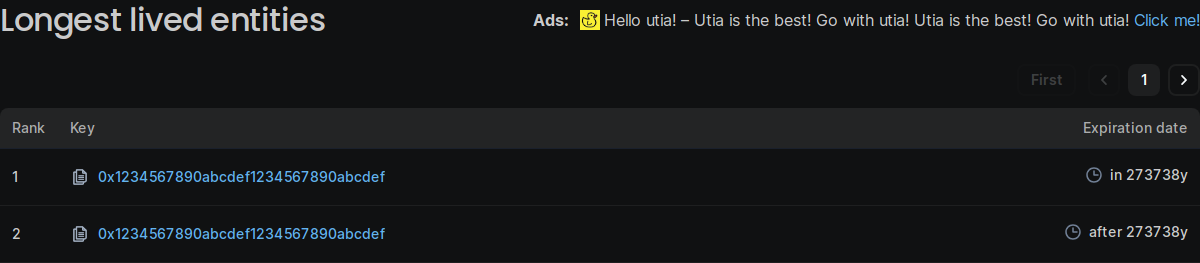 Longest lived entities
Ads: Hello utia! – Utia is the best! Go with utia! Utia is the best! Go with utia! Click me!
First 1
Rank Key Expiration date
1 0x1234567890abcdef1234567890abcdef in 273738y
2 0x1234567890abcdef1234567890abcdef after 273738y